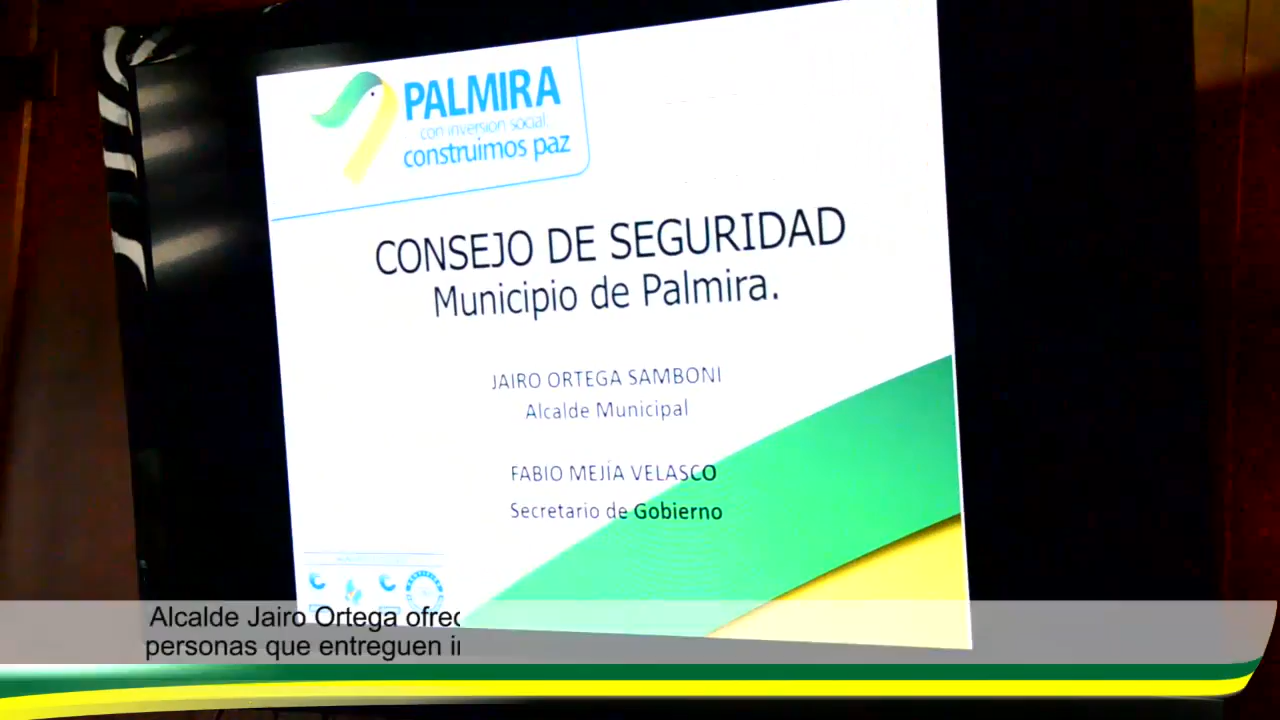 PALMIRA
con inversión social,
construimos paz
CONSEJO DE SEGURIDAD
Municipio de Palmira.
JAIRO ORTEGA SAMBONI
Alcalde Municipal
FABIO MEJÍA VELASCO
Secretario de Gobierno
Alcalde Jairo Ortega ofrec
personas que entreguen